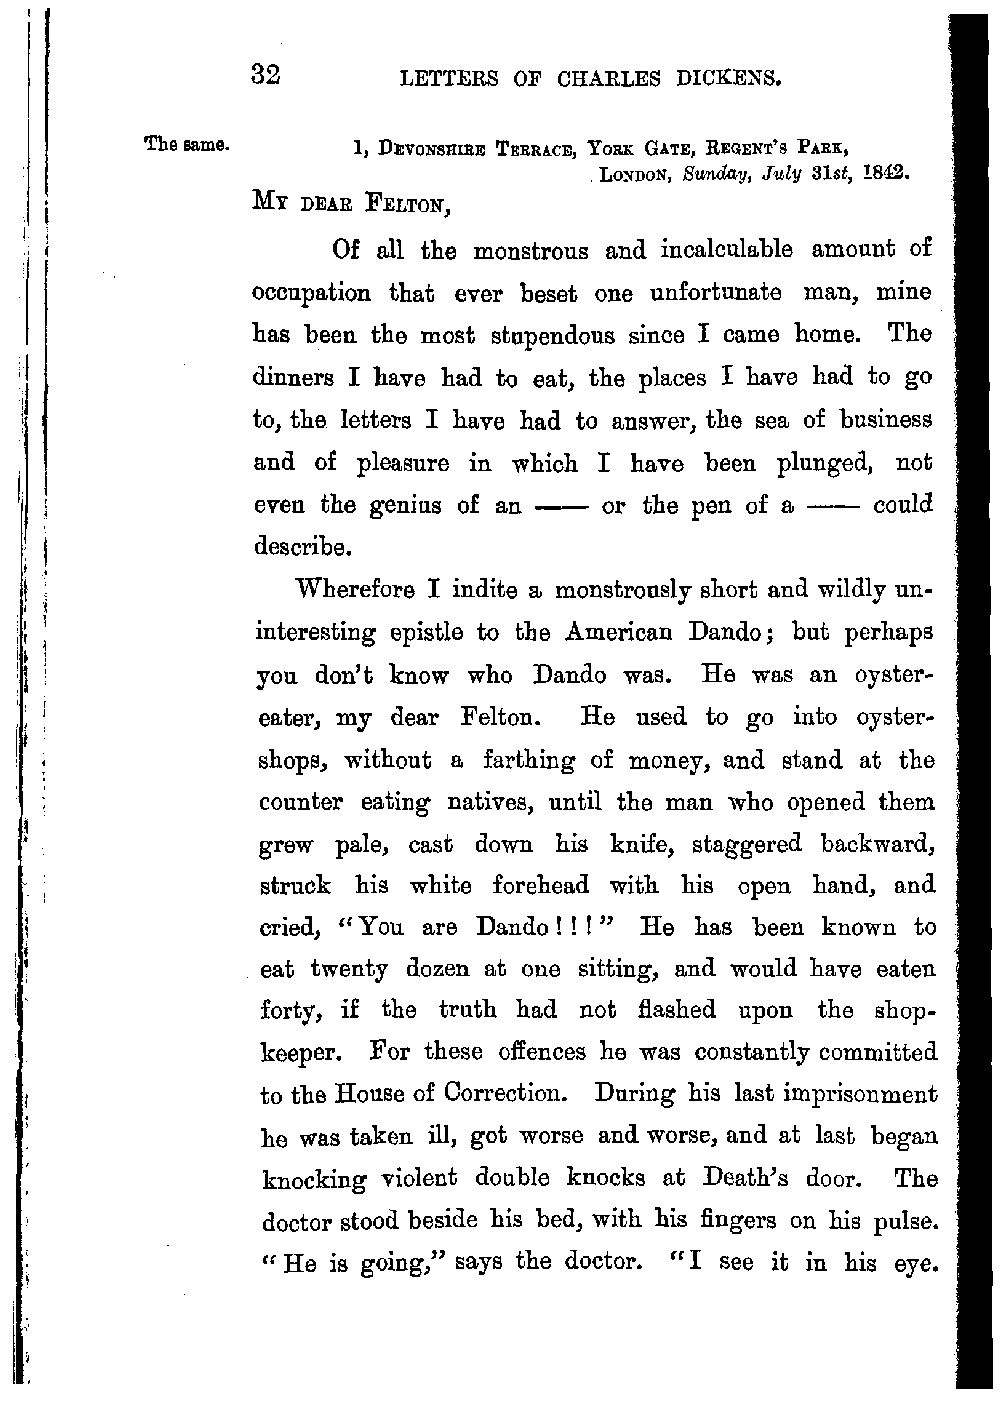 32 LETTERS OF CHARLES DICKENS.
The same. 1, Devonshire Terrace, York Gate, Regent's Park,
London, Sunday, July 31st, 1842.
My dear Felton,
Of all the monstrous and incalculable amount of
occupation that ever beset one unfortunate man, mine
has been the most stupendous since I came home. The
dinners I have had to eat, the places I have had to go
to, the letters I have had to answer, the sea of business
and of pleasure in which I have been plunged, not
even the genius of an —— or the pen of a —— could
describe.
Wherefore I indite a monstrously short and wildly un-
interesting epistle to the American Dando; but perhaps
you don't know who Dando was. He was an oyster-
eater, my dear Felton. He used to go into oyster-
shops, without a farthing of money, and stand at the
counter eating natives, until the man who opened them
grew pale, cast down his knife, staggered backward,
struck his white forehead with his open hand, and
cried, “You are Dando!!!” He has been known to
eat twenty dozen at one sitting, and would have eaten
forty, if the truth had not flashed upon the shop-
keeper. For these offences he was constantly committed
to the House of Correction. During his last imprisonment
he was taken ill, got worse and worse, and at last began
knocking violent double knocks at Death's door. The
doctor stood beside his bed, with his fingers on his pulse.
“He is going,” says the doctor. “I see it in his eye.